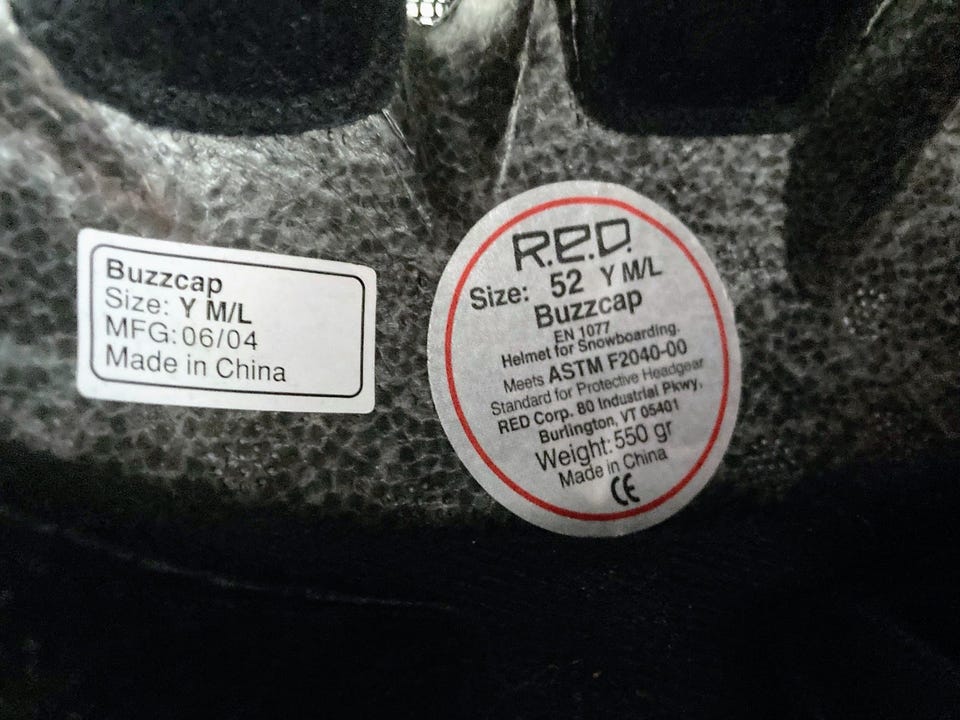 Buzzcap
Size: Y M/L
MFG: 06/04
Made in China
R.E.D.
Size: 52 Y M/L
Buzzcap
EN 1077
Helmet for Snowboarding.
Meets ASTM F2040-00
Standard for Protective Headgear
RED Corp. 80 Industrial Pkwy.
Burlington, VT 05401
Weight: 550 gr
Made in China
CE